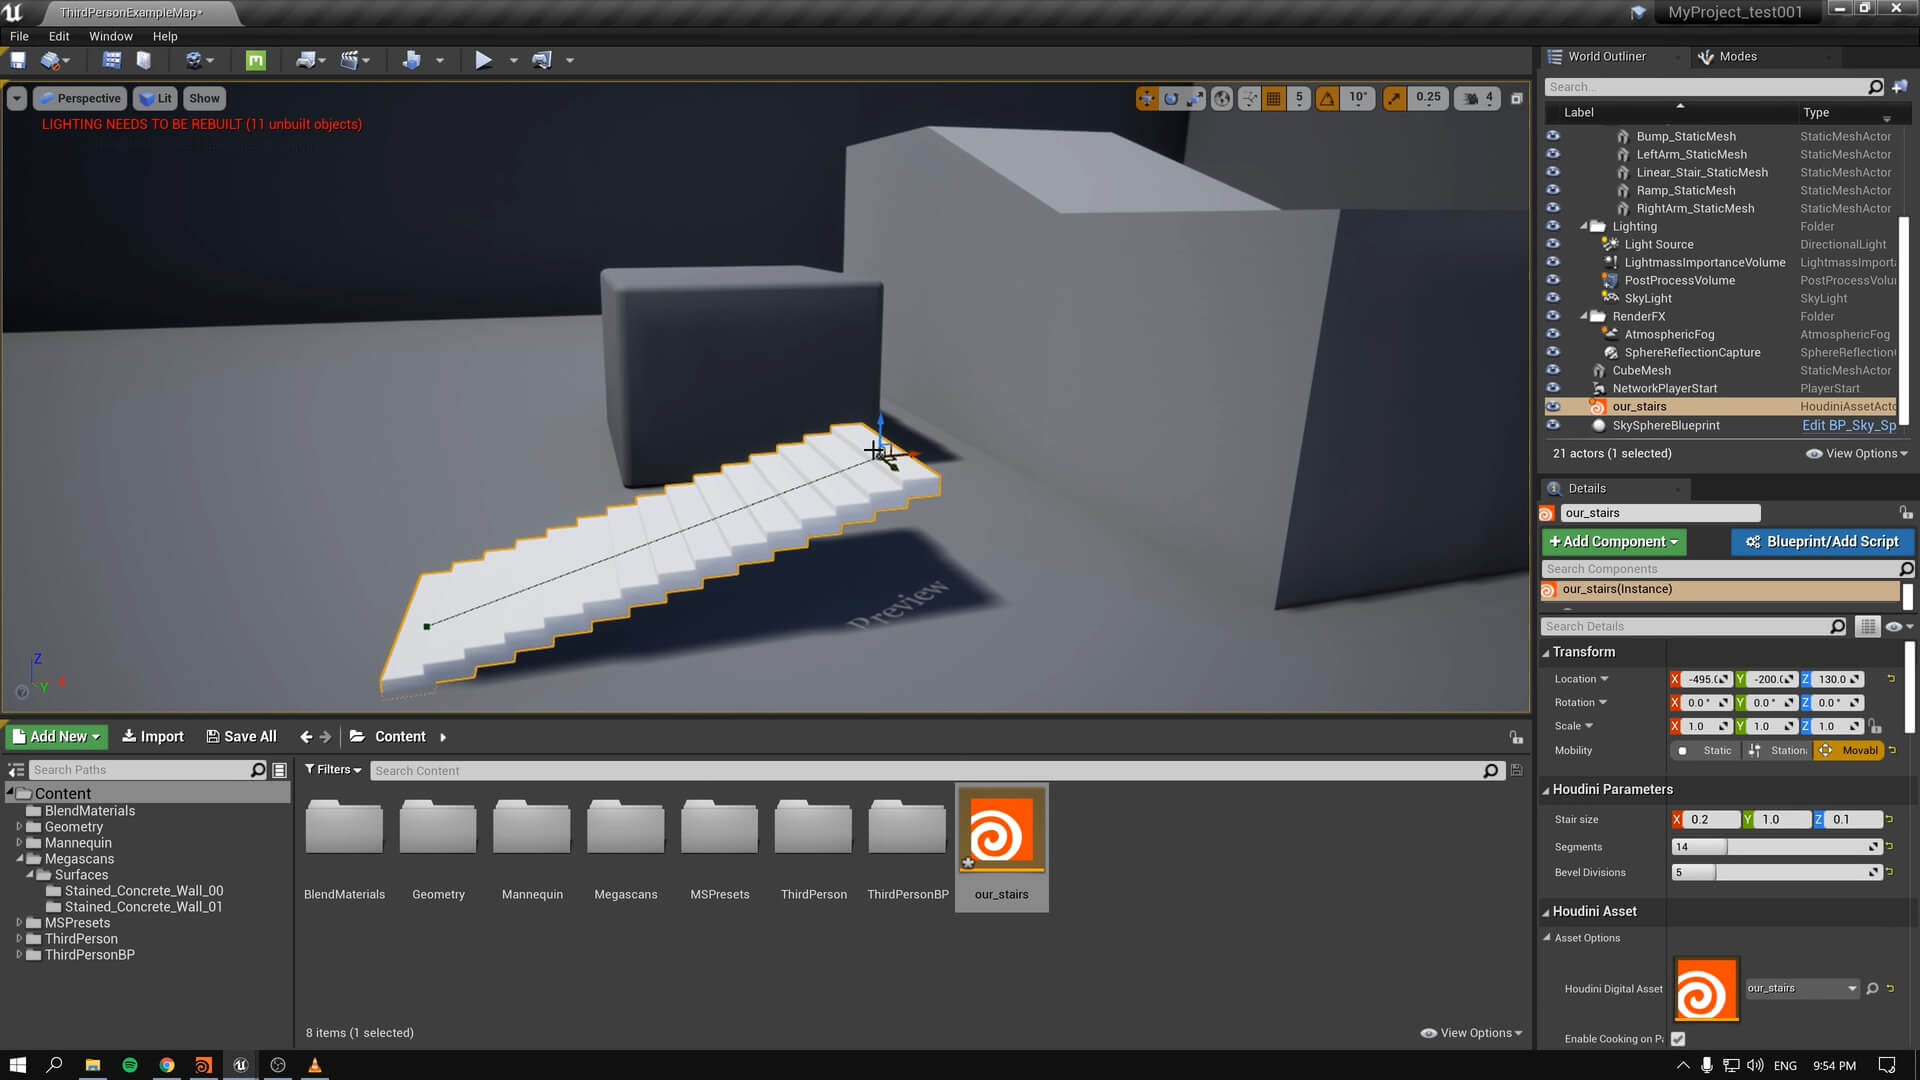 ThirdPersonExampleMap*
MyProject_test001
File Edit Window Help
World Outliner
Modes
Perspective
Lit
Show
5
10°
0.25
4
LIGHTING NEEDS TO BE REBUILT (11 unbuilt objects)
Search...
Label
Type
Bump_StaticMesh StaticMeshActor
LeftArm_StaticMesh StaticMeshActor
Linear_Stair_StaticMesh StaticMeshActor
Ramp_StaticMesh StaticMeshActor
RightArm_StaticMesh StaticMeshActor
Lighting Folder
Light Source DirectionalLight
LightmassImportanceVolume LightmassImporta
PostProcessVolume PostProcessVolu
SkyLight SkyLight
RenderFX Folder
AtmosphericFog AtmosphericFog
SphereReflectionCapture SphereReflection
CubeMesh StaticMeshActor
NetworkPlayerStart PlayerStart
our_stairs HoudiniAssetActo
SkySphereBlueprint Edit BP_Sky_Sp
21 actors (1 selected)
View Options
Details
our_stairs
+Add Component
Blueprint/Add Script
Search Components
our_stairs(Instance)
Search Details
Transform
Location X -495.0 Y -200.0 Z 130.0
Rotation X 0.0° Y 0.0° Z 0.0°
Scale X 1.0 Y 1.0 Z 1.0
Mobility Static Stationa Movabl
Houdini Parameters
Stair size X 0.2 Y 1.0 Z 0.1
Segments 14
Bevel Divisions 5
Houdini Asset
Asset Options
Houdini Digital Asset our_stairs
Enable Cooking on Pa
Preview
Z
Y
X
Add New
Import
Save All
Content
Search Paths
Filters
Search Content
Content
BlendMaterials
Geometry
Mannequin
Megascans
Surfaces
Stained_Concrete_Wall_00
Stained_Concrete_Wall_01
MSPresets
ThirdPerson
ThirdPersonBP
BlendMaterials
Geometry
Mannequin
Megascans
MSPresets
ThirdPerson
ThirdPersonBP
our_stairs
8 items (1 selected)
View Options
ENG
9:54 PM